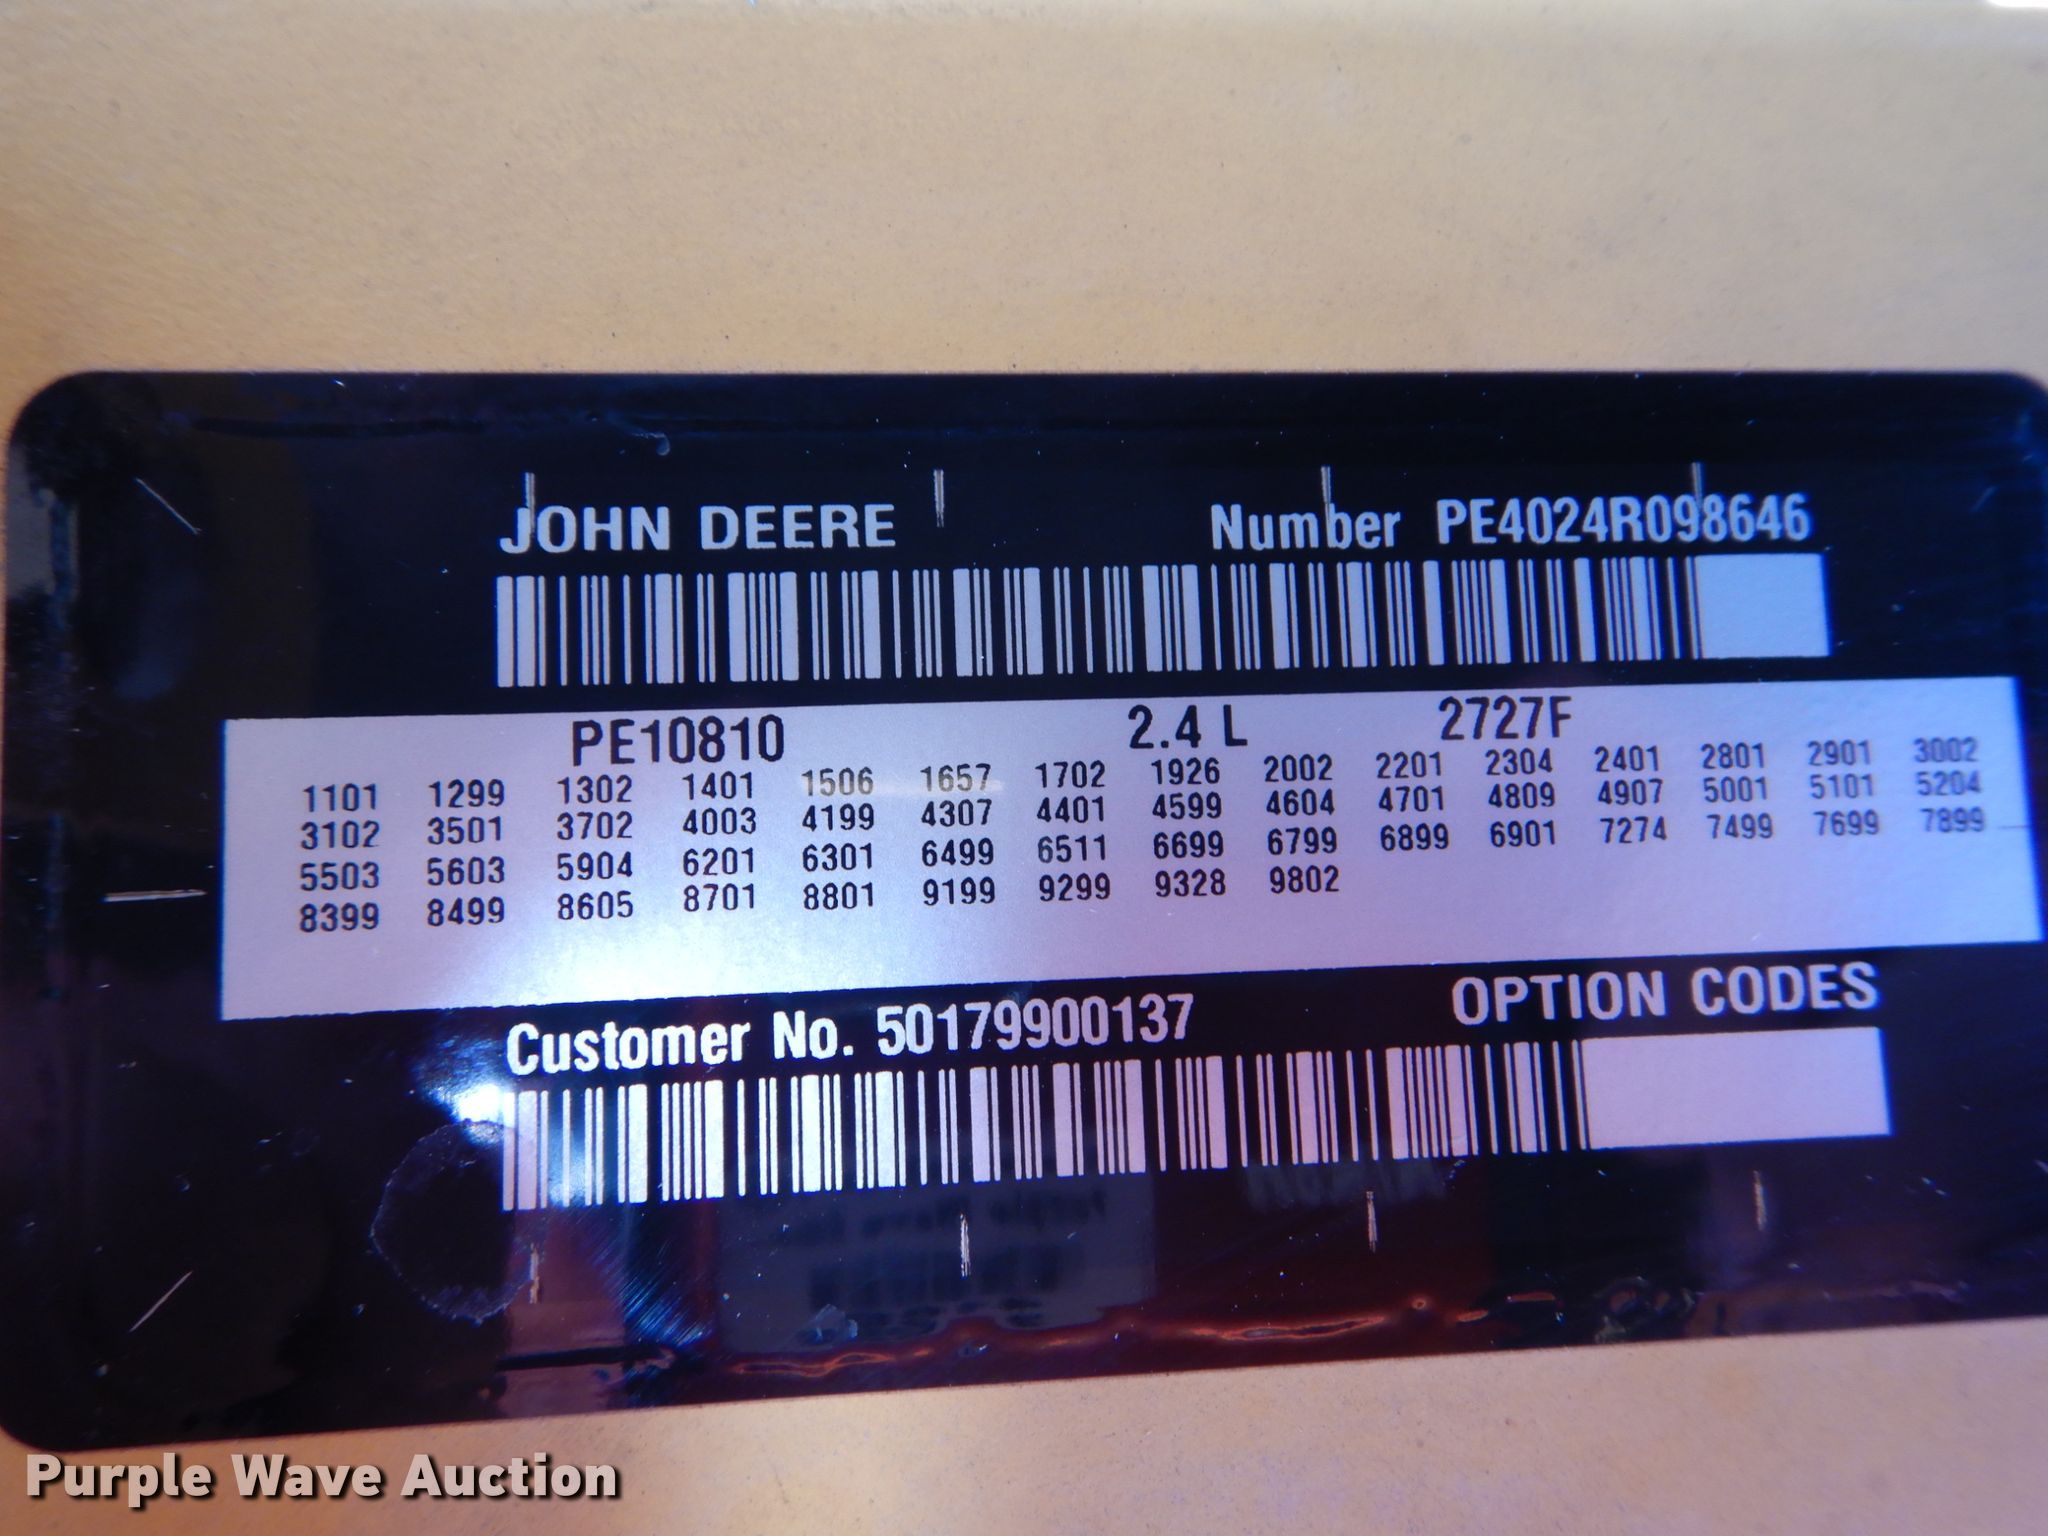 JOHN DEERE Number PE4024R098646
PE10810 2.4 L 2727F
1101 1299 1302 1401 1506 1657 1702 1926 2002 2201 2304 2401 2801 2901 3002
3102 3501 3702 4003 4199 4307 4401 4599 4604 4701 4809 4907 5001 5101 5204
5503 5603 5904 6201 6301 6499 6511 6699 6799 6899 6901 7274 7499 7699 7899
8399 8499 8605 8701 8801 9199 9299 9328 9802
Customer No. 50179900137 OPTION CODES
Purple Wave Auction